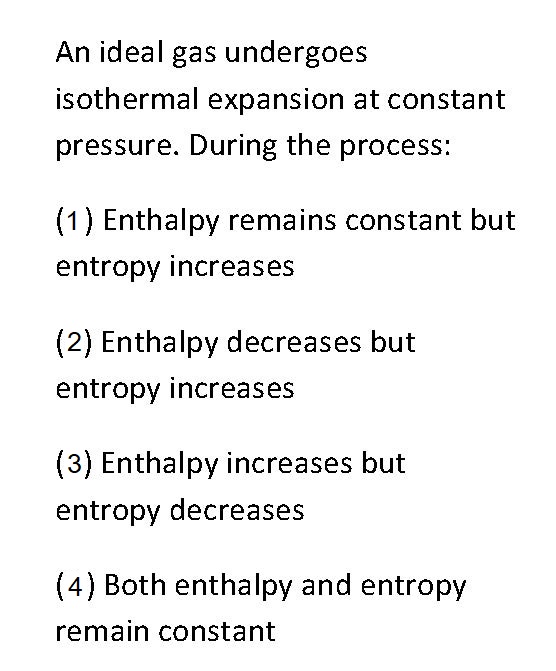 An ideal gas undergoes
isothermal expansion at constant
pressure. During the process:
(1) Enthalpy remains constant but
entropy increases
(2) Enthalpy decreases but
entropy increases
(3) Enthalpy increases but
entropy decreases
(4) Both enthalpy and entropy
remain constant